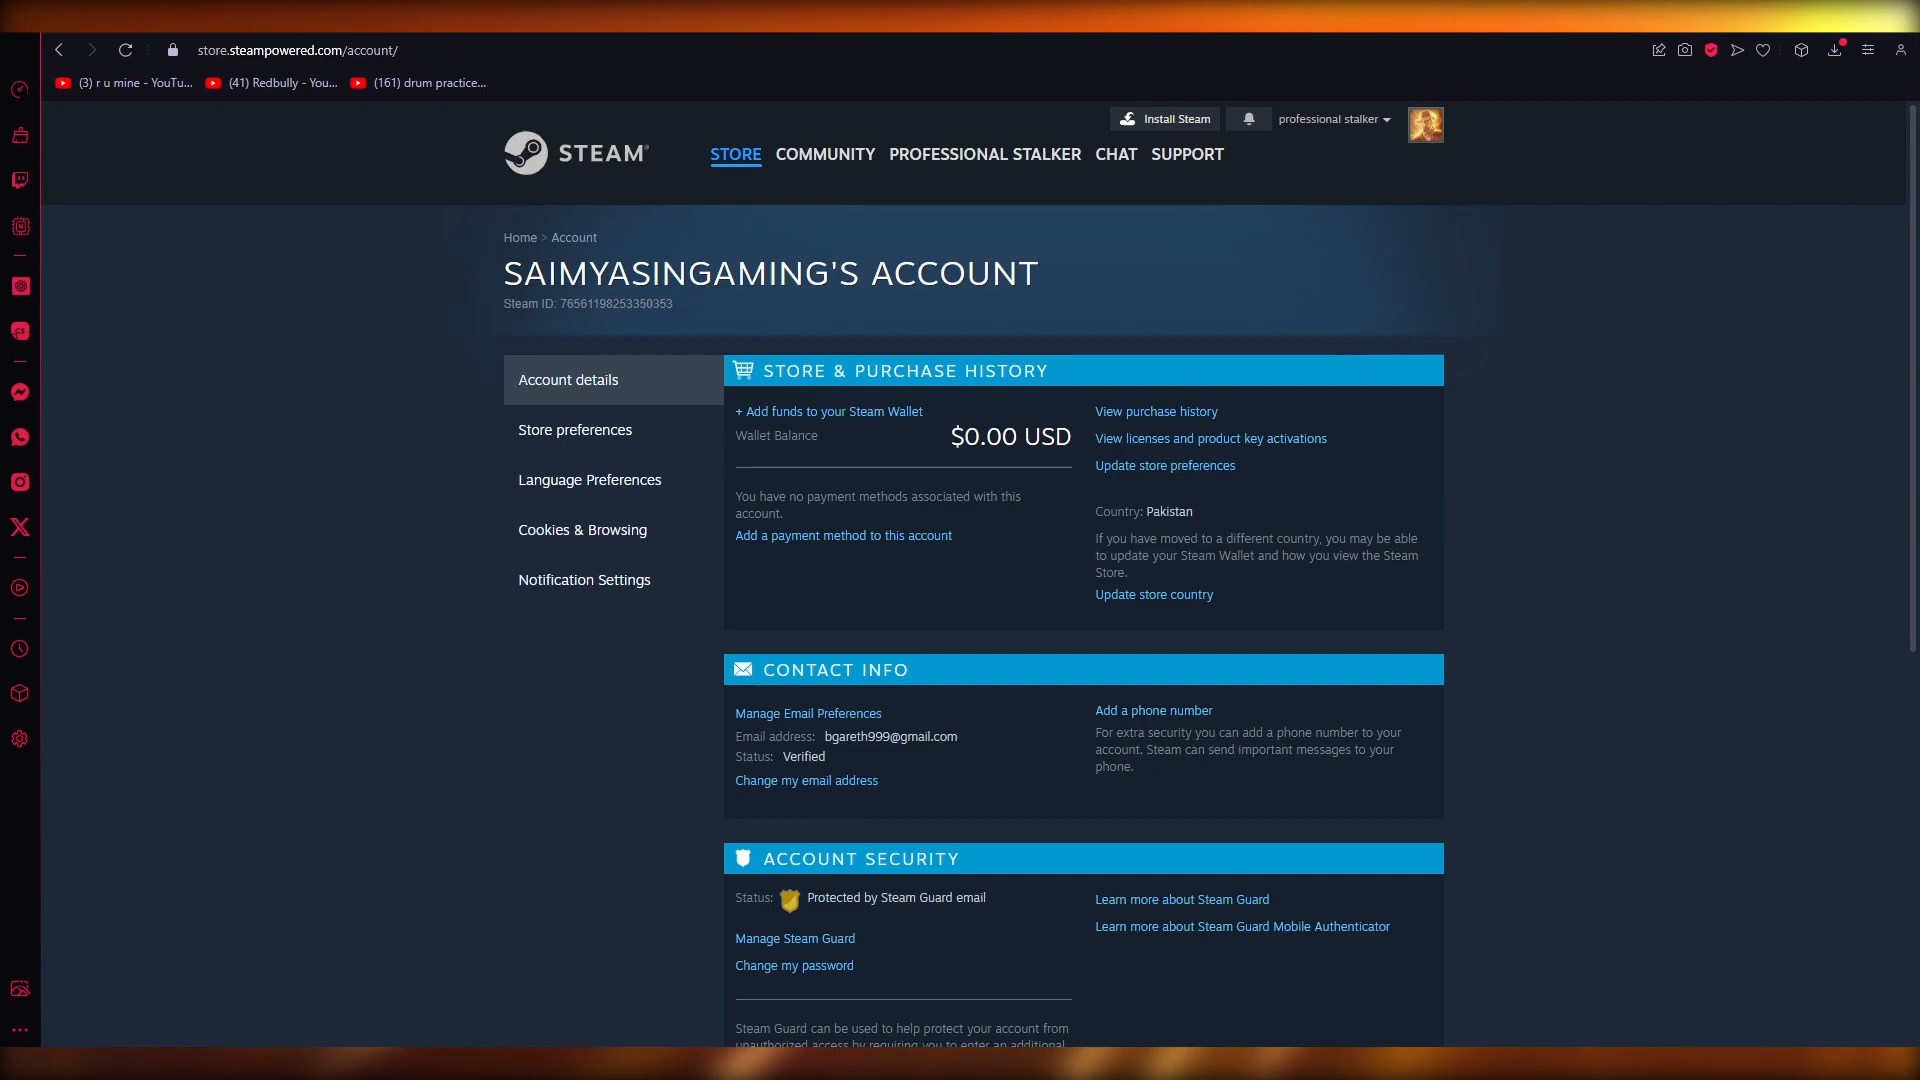 store.steampowered.com/account/
(3) r u mine - YouTu...
(41) Redbully - You...
(161) drum practice...
Install Steam
professional stalker
STEAM®
STORE
COMMUNITY
PROFESSIONAL STALKER
CHAT
SUPPORT
Home > Account
SAIMYASINGAMING'S ACCOUNT
Steam ID: 76561198253350353
Account details
Store preferences
Language Preferences
Cookies & Browsing
Notification Settings
STORE & PURCHASE HISTORY
+ Add funds to your Steam Wallet
Wallet Balance
$0.00 USD
You have no payment methods associated with this
account.
Add a payment method to this account
View purchase history
View licenses and product key activations
Update store preferences
Country: Pakistan
If you have moved to a different country, you may be able
to update your Steam Wallet and how you view the Steam
Store.
Update store country
CONTACT INFO
Manage Email Preferences
Email address: bgareth999@gmail.com
Status: Verified
Change my email address
Add a phone number
For extra security you can add a phone number to your
account. Steam can send important messages to your
phone.
ACCOUNT SECURITY
Status: Protected by Steam Guard email
Manage Steam Guard
Change my password
Learn more about Steam Guard
Learn more about Steam Guard Mobile Authenticator
Steam Guard can be used to help protect your account from
unauthorized access by requiring you to enter an additional